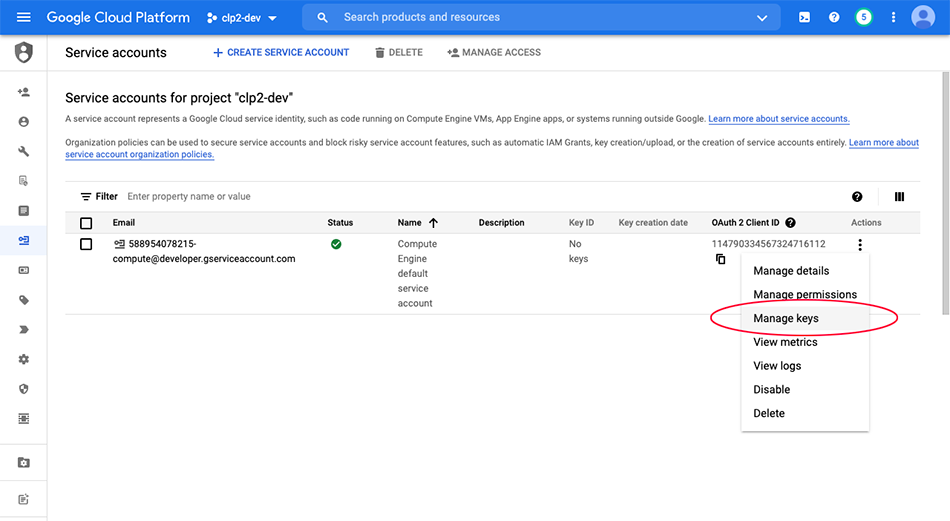 Google Cloud Platform
clp2-dev
Search products and resources
5
Service accounts
CREATE SERVICE ACCOUNT
DELETE
MANAGE ACCESS
Service accounts for project "clp2-dev"
A service account represents a Google Cloud service identity, such as code running on Compute Engine VMs, App Engine apps, or systems running outside Google. Learn more about service accounts.
Organization policies can be used to secure service accounts and block risky service account features, such as automatic IAM Grants, key creation/upload, or the creation of service accounts entirely. Learn more about
service account organization policies.
Filter Enter property name or value
Email Status Name Description Key ID Key creation date OAuth 2 Client ID Actions
588954078215-
compute@developer.gserviceaccount.com
Compute
Engine
default
service
account
No
keys
114790334567324716112
Manage details
Manage permissions
Manage keys
View metrics
View logs
Disable
Delete